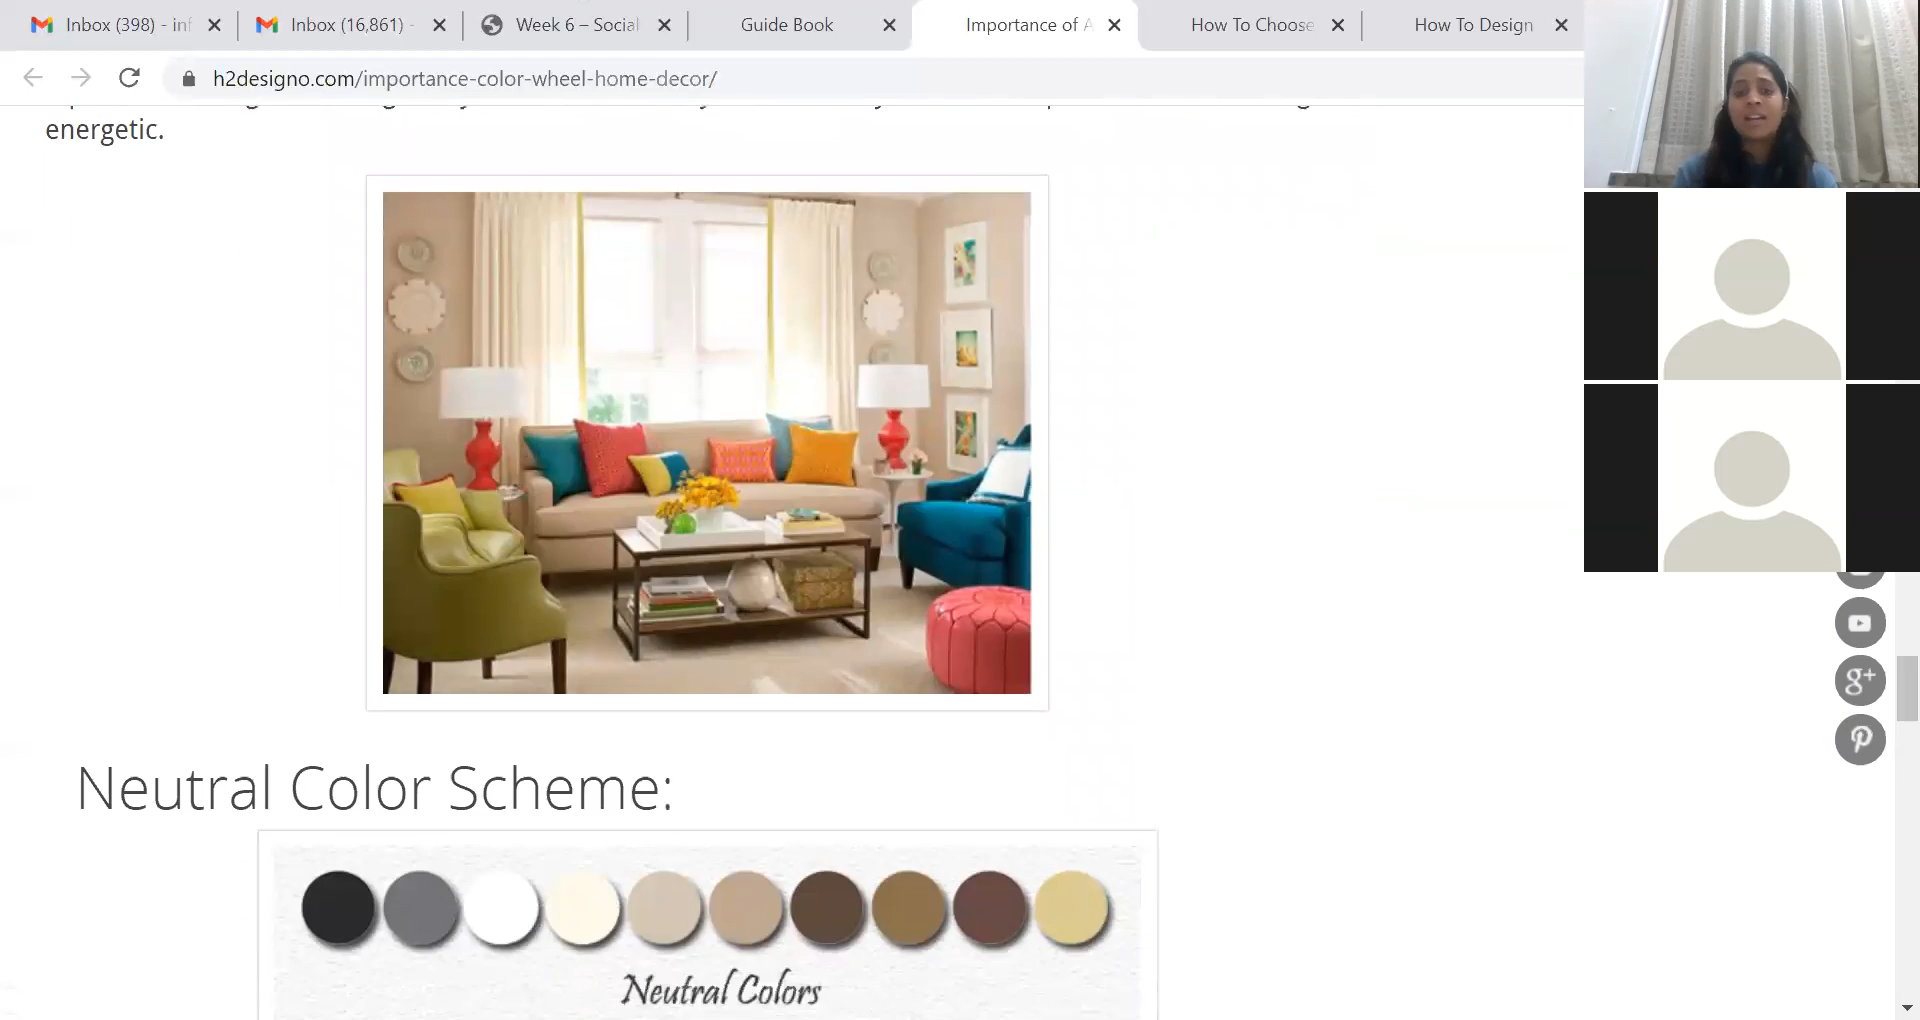 Inbox (398) - inf
Inbox (16,861) -
Week 6 – Social
Guide Book
Importance of A
How To Choose
How To Design
h2designo.com/importance-color-wheel-home-decor/
energetic.
Neutral Color Scheme:
Neutral Colors
g+